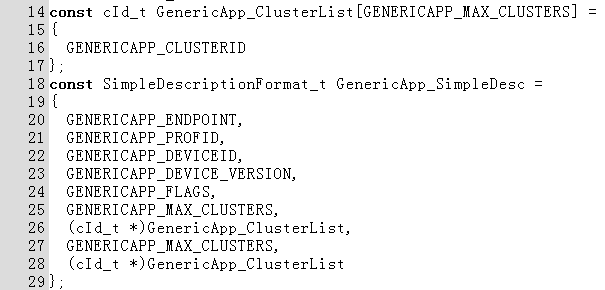 14 const cId_t GenericApp_ClusterList[GENERICAPP_MAX_CLUSTERS] =
15 {
16   GENERICAPP_CLUSTERID
17 };
18 const SimpleDescriptionFormat_t GenericApp_SimpleDesc =
19 {
20   GENERICAPP_ENDPOINT,
21   GENERICAPP_PROFID,
22   GENERICAPP_DEVICEID,
23   GENERICAPP_DEVICE_VERSION,
24   GENERICAPP_FLAGS,
25   GENERICAPP_MAX_CLUSTERS,
26   (cId_t *)GenericApp_ClusterList,
27   GENERICAPP_MAX_CLUSTERS,
28   (cId_t *)GenericApp_ClusterList
29 };